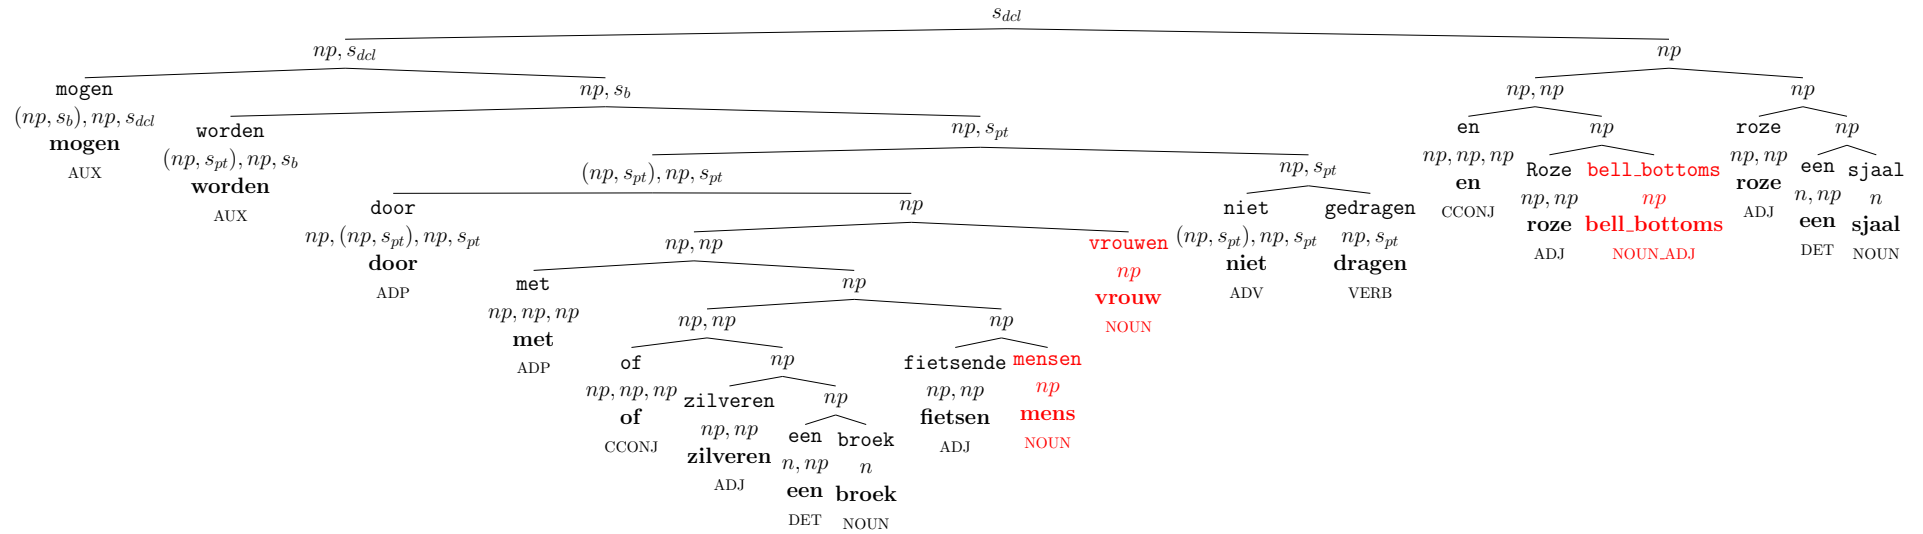 s_dcl
np, s_dcl np
mogen np, s_b np, np np
(np, s_b), np, s_dcl worden np, s_pt en np roze np
mogen (np, s_pt), np, s_b (np, s_pt), np, s_pt np, s_pt np, np, np Roze bell_bottoms np, np een sjaal
AUX worden door np niet gedragen en np, np np roze n, np n
AUX np, (np, s_pt), np, s_pt np, np vrouwen (np, s_pt), np, s_pt np, s_pt CCONJ roze bell_bottoms ADJ een sjaal
door met np np niet dragen ADJ NOUN_ADJ DET NOUN
ADP np, np, np np, np np vrouw ADV VERB
met of np fietsende mensen NOUN
ADP np, np, np zilveren np np, np np
of np, np een broek fietsen mens
CCONJ zilveren n, np n ADJ NOUN
ADJ een broek
DET NOUN